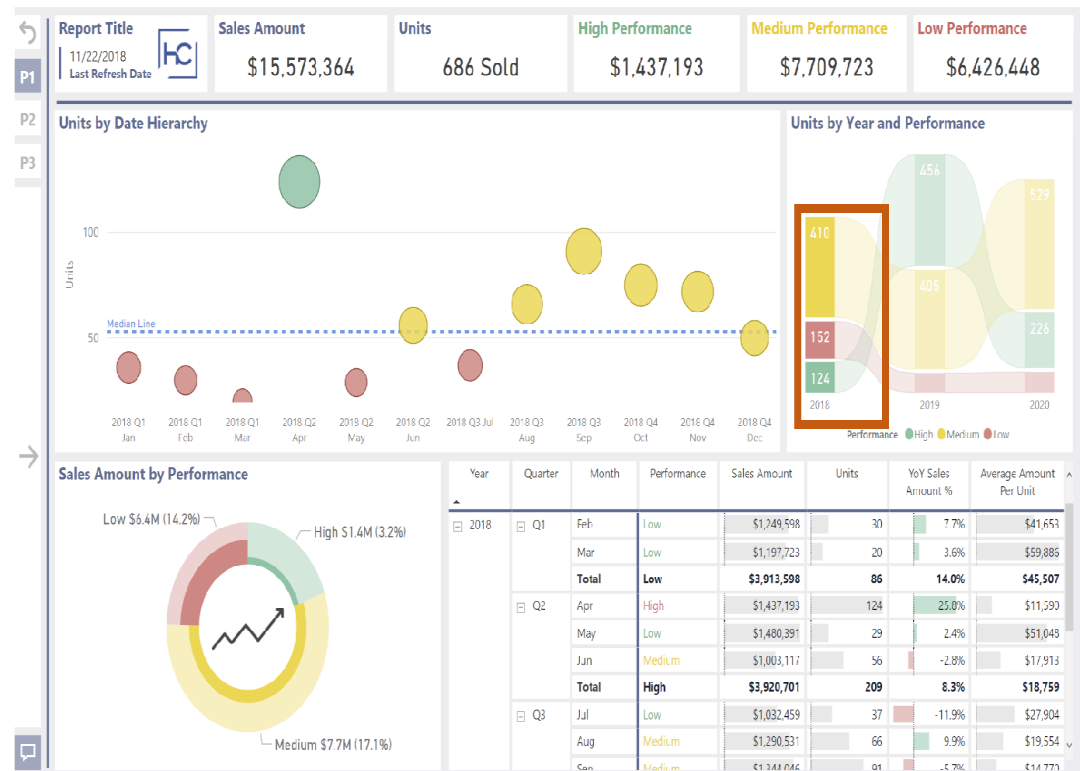 Report Title
11/22/2018
Last Refresh Date
HC
Sales Amount
$15,573,364
Units
686 Sold
High Performance
$1,437,193
Medium Performance
$7,709,723
Low Performance
$6,426,448
P1
P2
P3
Units by Date Hierarchy
Units
100
50
Median Line
2018 Q1 Jan
2018 Q1 Feb
2018 Q1 Mar
2018 Q2 Apr
2018 Q2 May
2018 Q2 Jun
2018 Q3 Jul
2018 Q3 Aug
2018 Q3 Sep
2018 Q4 Oct
2018 Q4 Nov
2018 Q4 Dec
Units by Year and Performance
410
152
124
456
405
529
226
2018
2019
2020
Performance High Medium Low
Sales Amount by Performance
Low $6.4M (14.2%)
High $1.4M (3.2%)
Medium $7.7M (17.1%)
Year Quarter Month Performance Sales Amount Units YoY Sales Amount % Average Amount Per Unit
2018 Q1 Feb Low $1,249,598 30 7.7% $41,653
Mar Low $1,197,723 20 3.6% $59,886
Total Low $3,913,598 86 14.0% $45,507
Q2 Apr High $1,437,193 124 25.0% $11,590
May Low $1,480,391 29 2.4% $51,048
Jun Medium $1,003,117 56 -2.8% $17,913
Total High $3,920,701 209 8.3% $18,759
Q3 Jul Low $1,032,459 37 -11.9% $27,904
Aug Medium $1,290,531 66 9.9% $19,554
Sep Medium $1,344,046 91 -5.7% $14,770